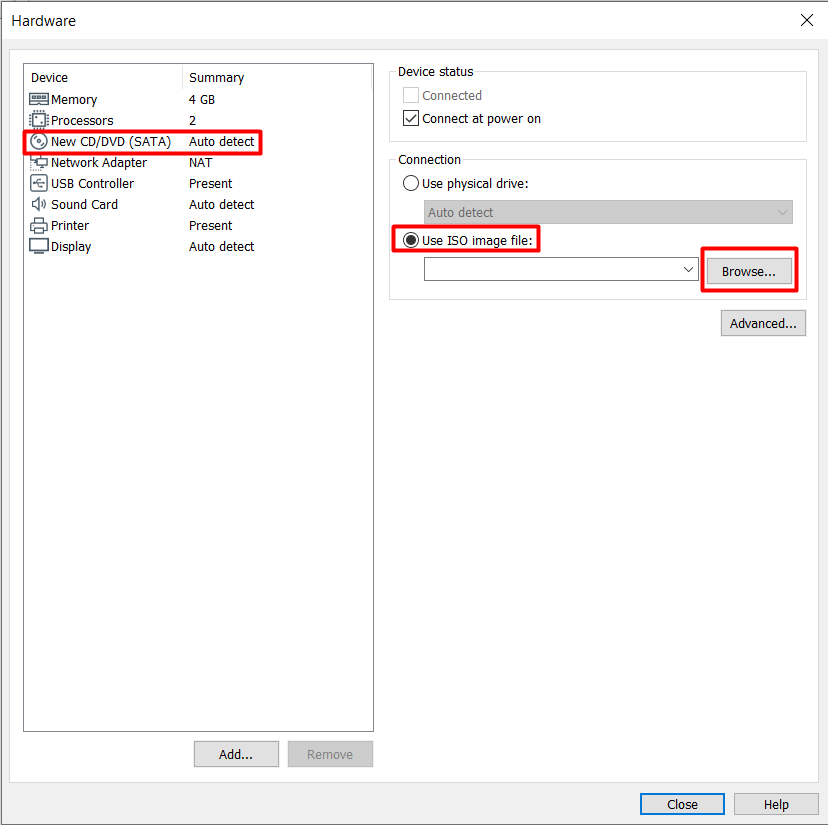 Hardware
Device Summary
Memory 4 GB
Processors 2
New CD/DVD (SATA) Auto detect
Network Adapter NAT
USB Controller Present
Sound Card Auto detect
Printer Present
Display Auto detect
Add...
Remove
Device status
Connected
Connect at power on
Connection
Use physical drive:
Auto detect
Use ISO image file:
Browse...
Advanced...
Close
Help